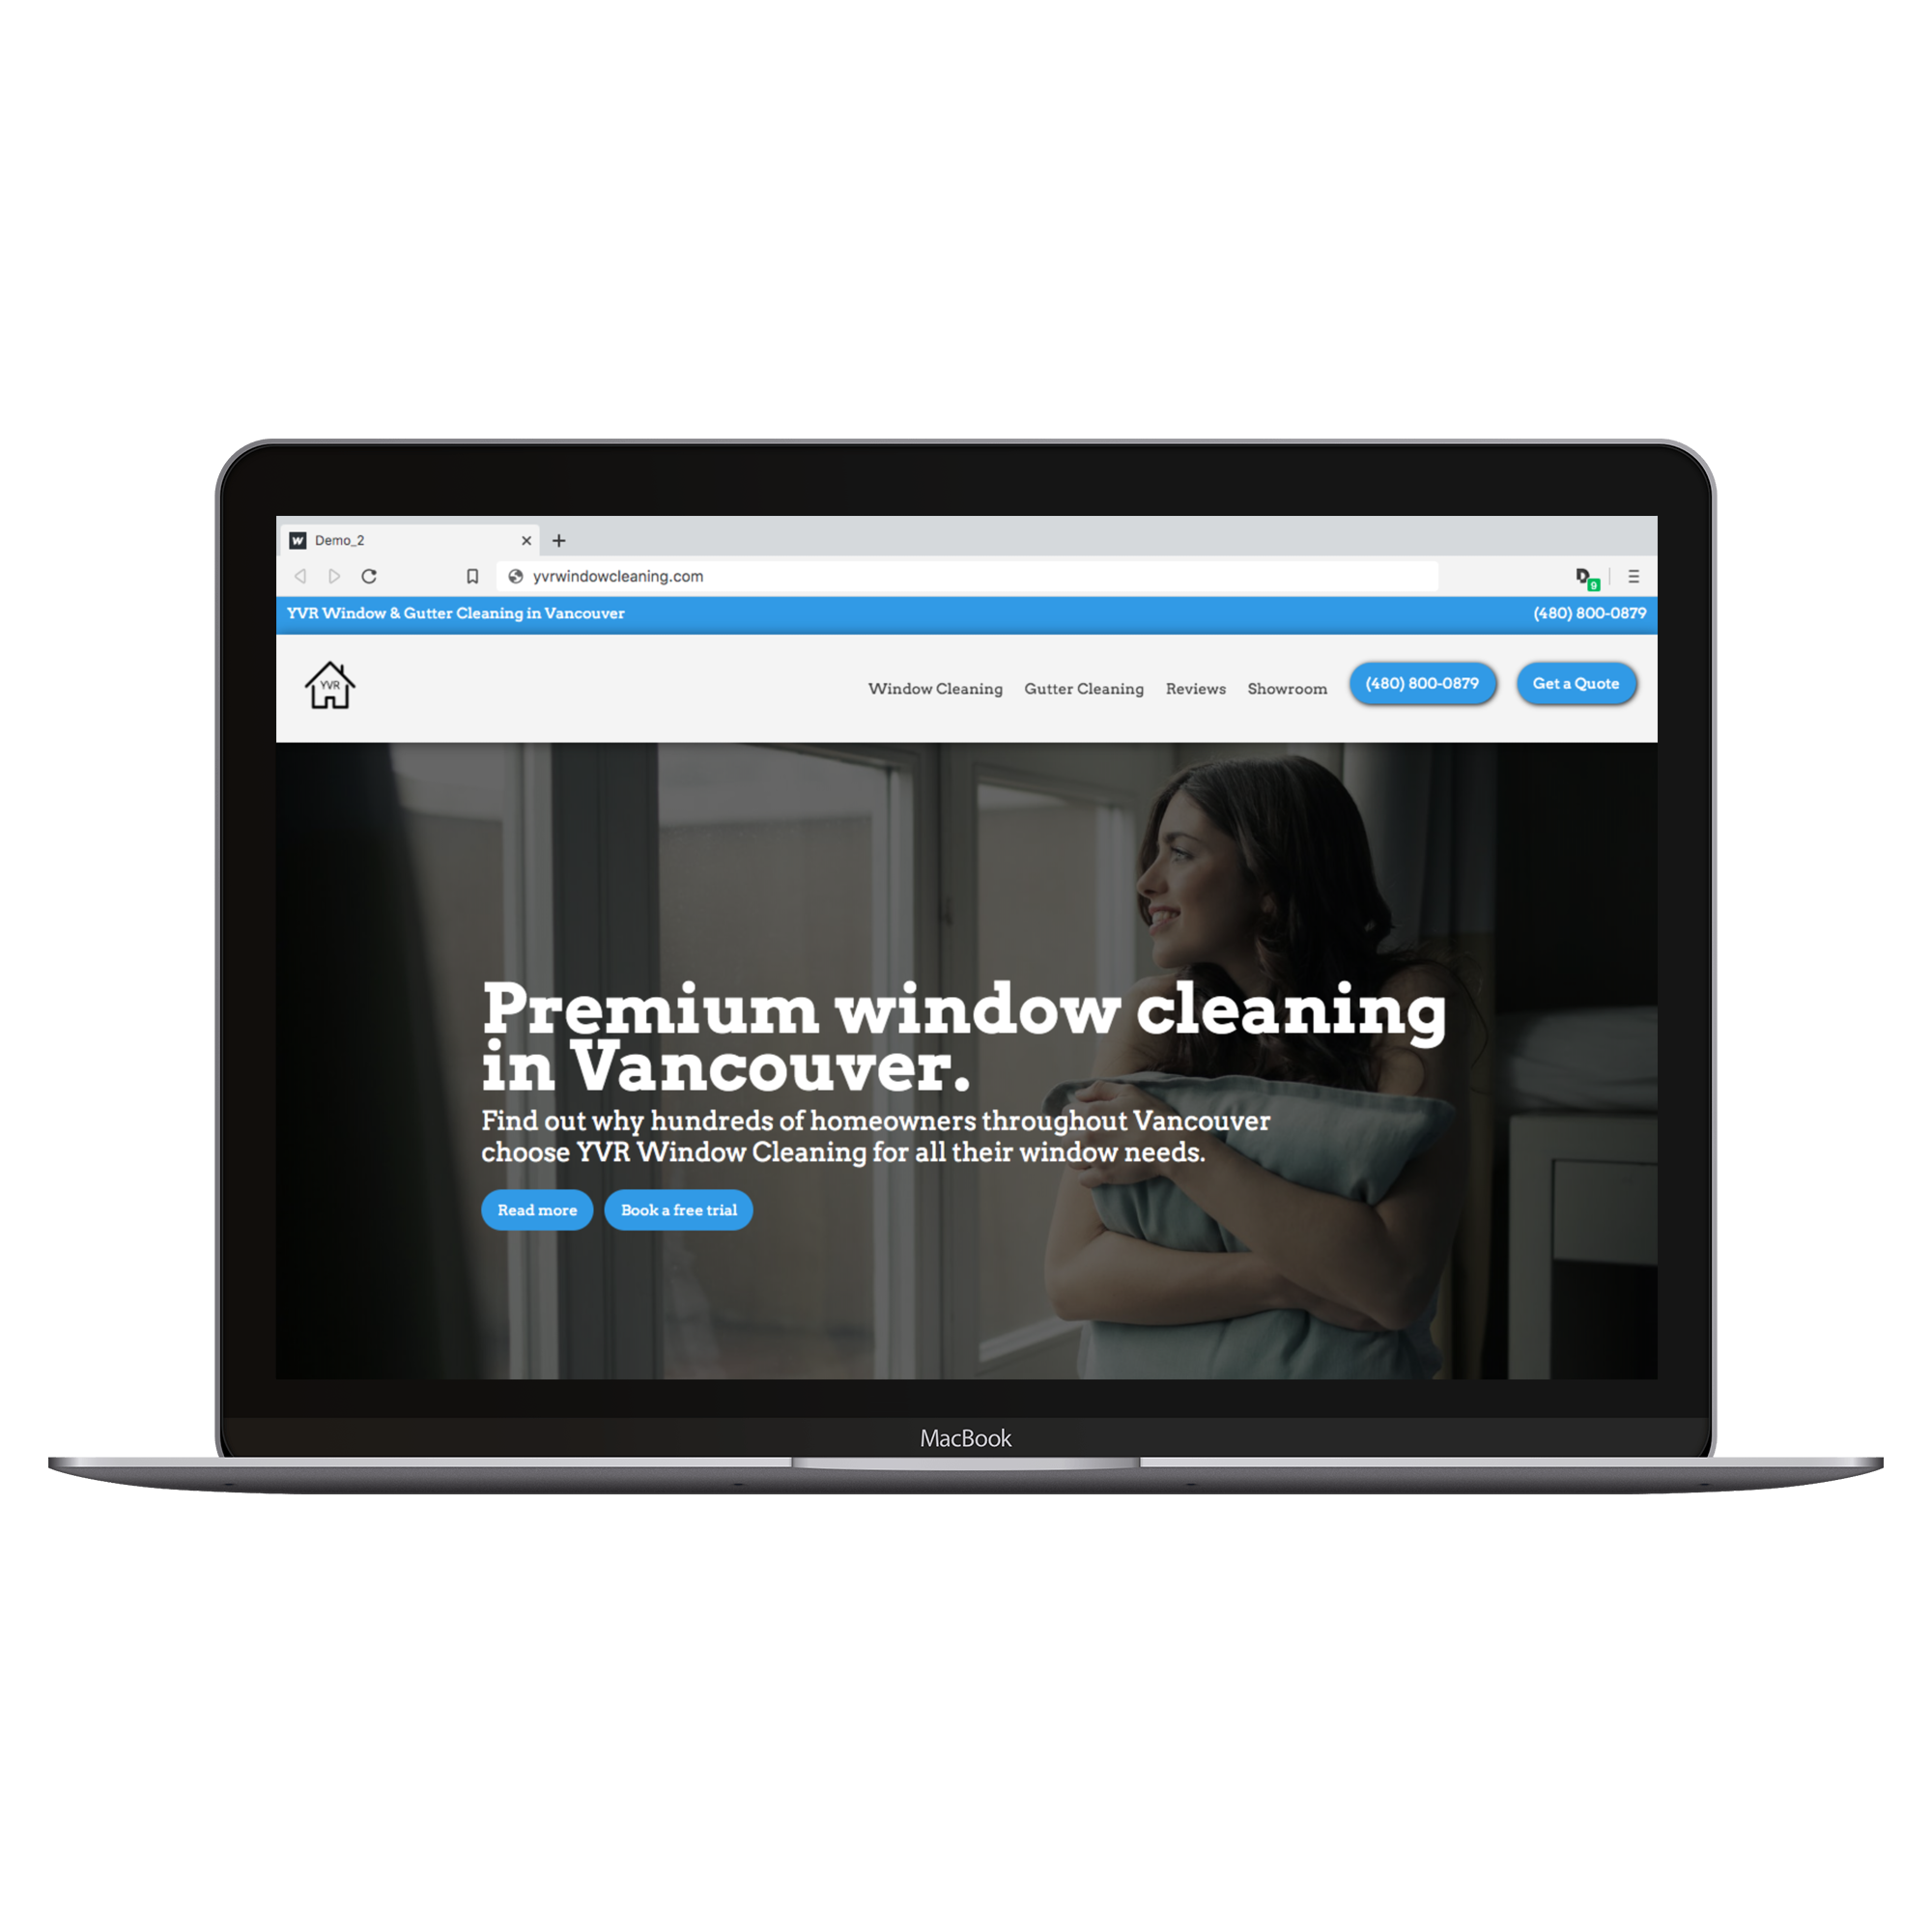 Demo_2
yvrwindowcleaning.com
9
YVR Window & Gutter Cleaning in Vancouver
(480) 800-0879
YVR
Window Cleaning
Gutter Cleaning
Reviews
Showroom
(480) 800-0879
Get a Quote
Premium window cleaning
in Vancouver.
Find out why hundreds of homeowners throughout Vancouver
choose YVR Window Cleaning for all their window needs.
Read more
Book a free trial
MacBook